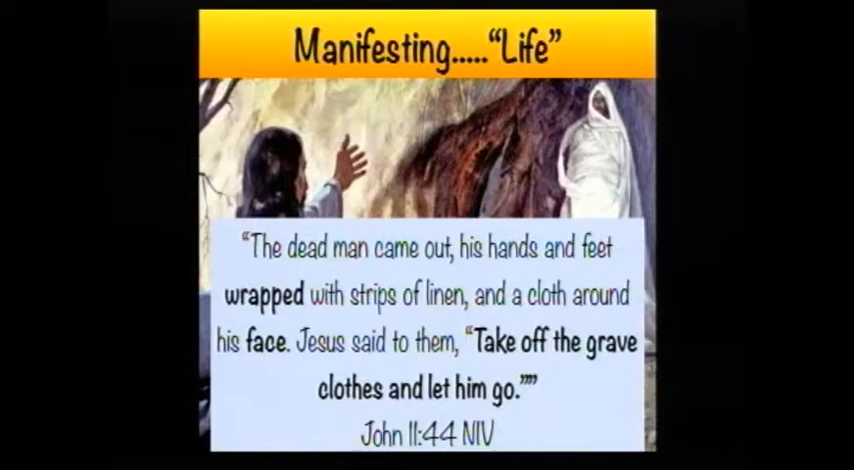 Manifesting....."Life"
"The dead man came out, his hands and feet
wrapped with strips of linen, and a cloth around
his face. Jesus said to them, "Take off the grave
clothes and let him go.""
John 11:44 NIV